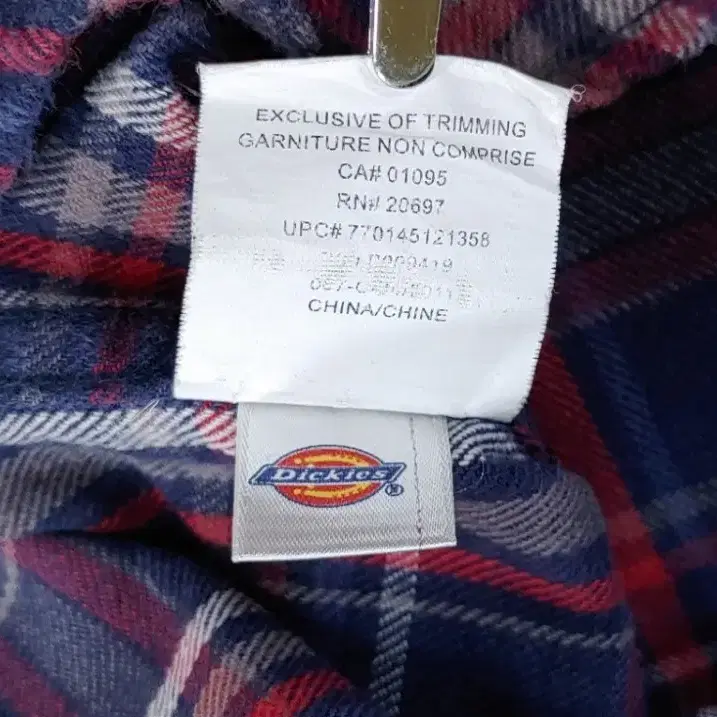 EXCLUSIVE OF TRIMMING
GARNITURE NON COMPRISE
CA# 01095
RN# 20697
UPC# 770145121358
CHINA/CHINE
Dickies ®